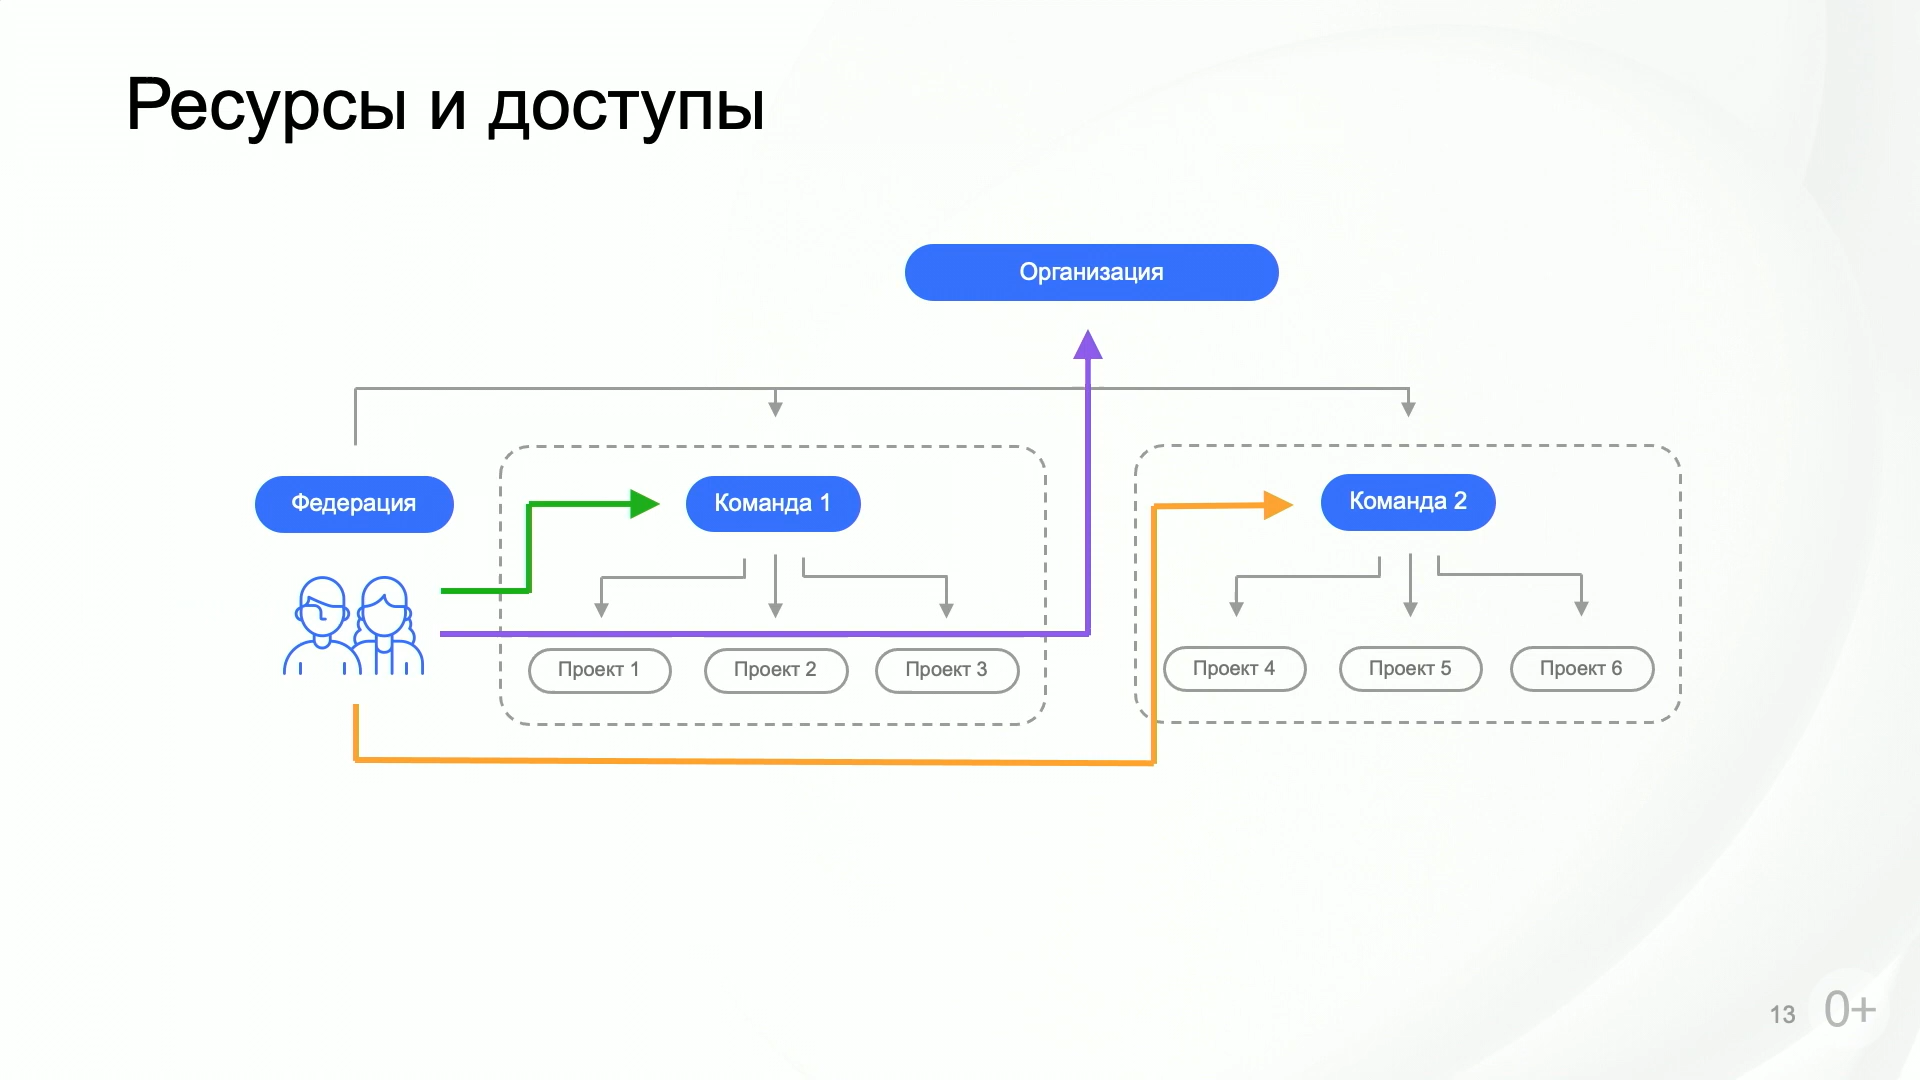 Ресурсы и доступы
Организация
Федерация
Команда 1
Команда 2
Проект 1
Проект 2
Проект 3
Проект 4
Проект 5
Проект 6
13
0+